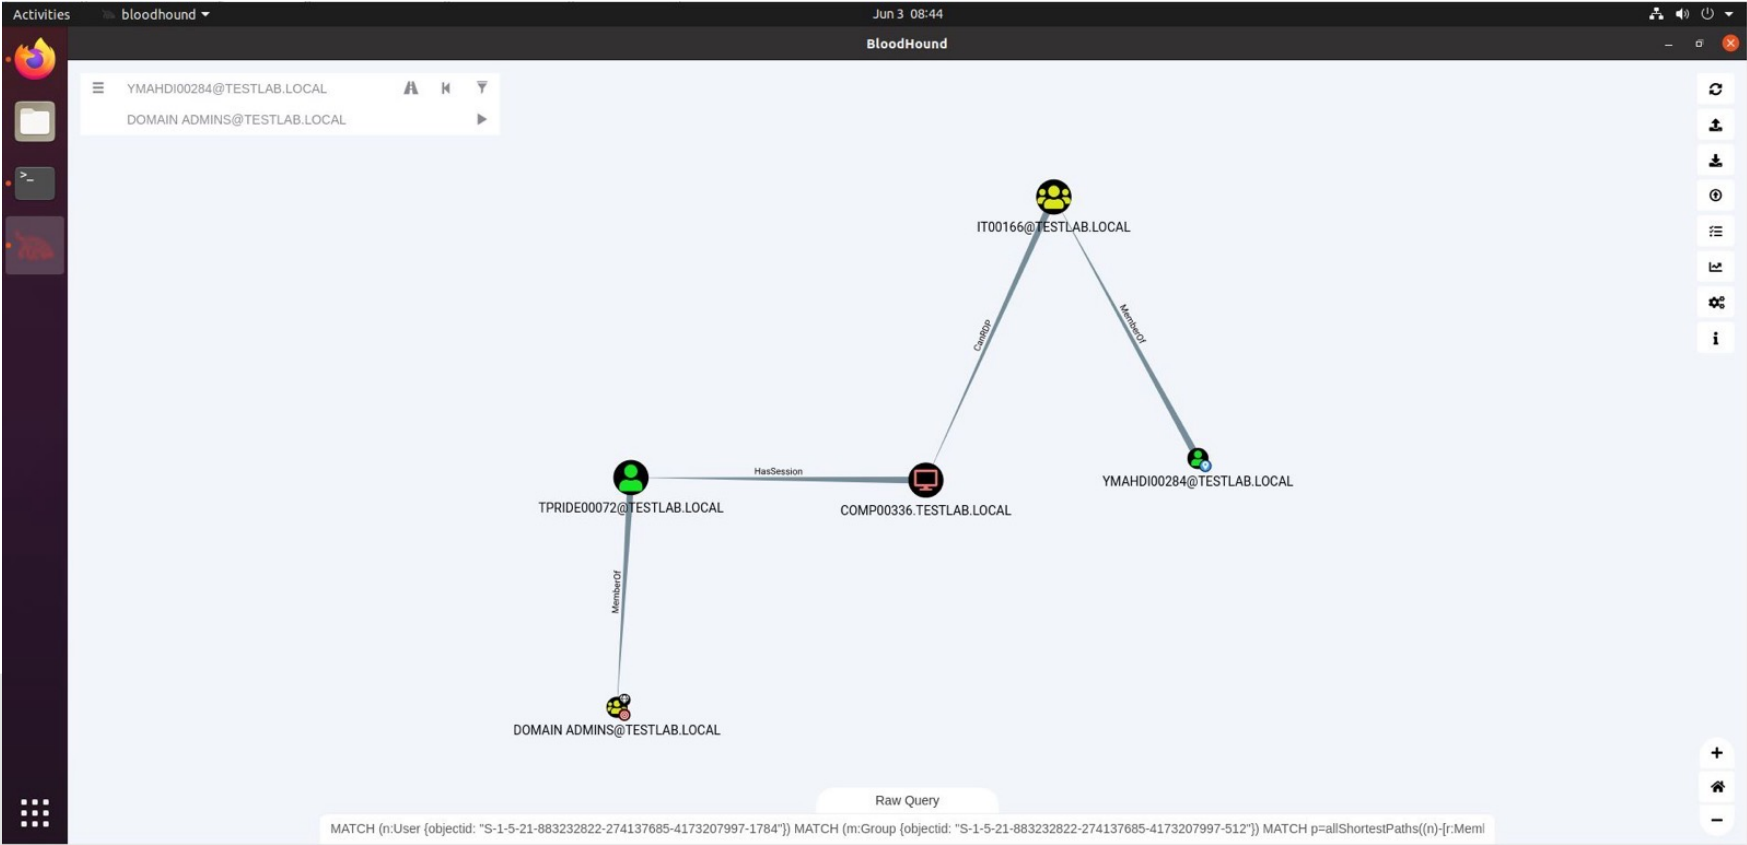 Activities bloodhound Jun 3 08:44
BloodHound
YMAHDI00284@TESTLAB.LOCAL
DOMAIN ADMINS@TESTLAB.LOCAL
IT00166@TESTLAB.LOCAL
CanRDP
MemberOf
HasSession
YMAHDI00284@TESTLAB.LOCAL
TPRIDE00072@TESTLAB.LOCAL
COMP00336.TESTLAB.LOCAL
MemberOf
DOMAIN ADMINS@TESTLAB.LOCAL
Raw Query
MATCH (n:User {objectid: "S-1-5-21-883232822-274137685-4173207997-1784"}) MATCH (m:Group {objectid: "S-1-5-21-883232822-274137685-4173207997-512"}) MATCH p=allShortestPaths((n)-[r:Meml